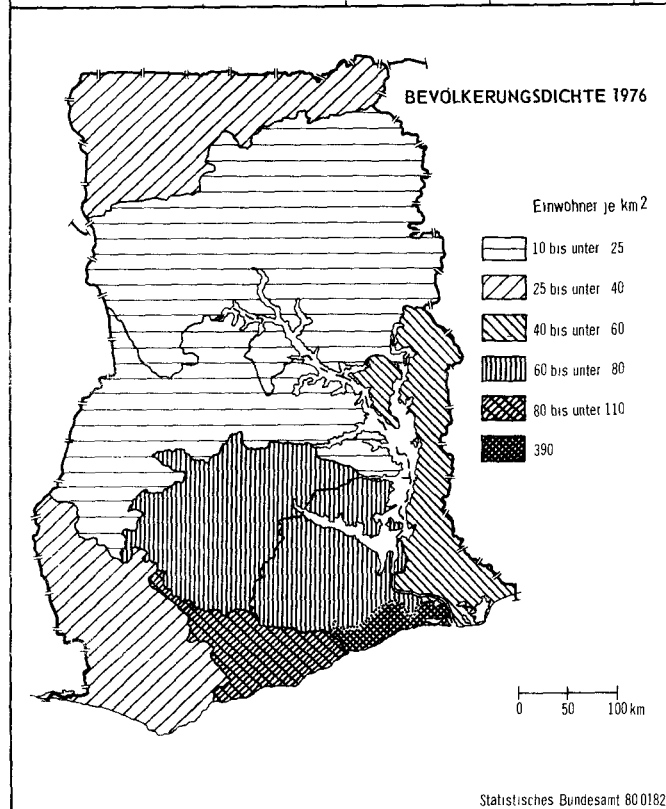 BEVÖLKERUNGSDICHTE 1976
Einwohner je km2
10 bis unter 25
25 bis unter 40
40 bis unter 60
60 bis unter 80
80 bis unter 110
390
0 50 100 km
Statistisches Bundesamt 80 0182